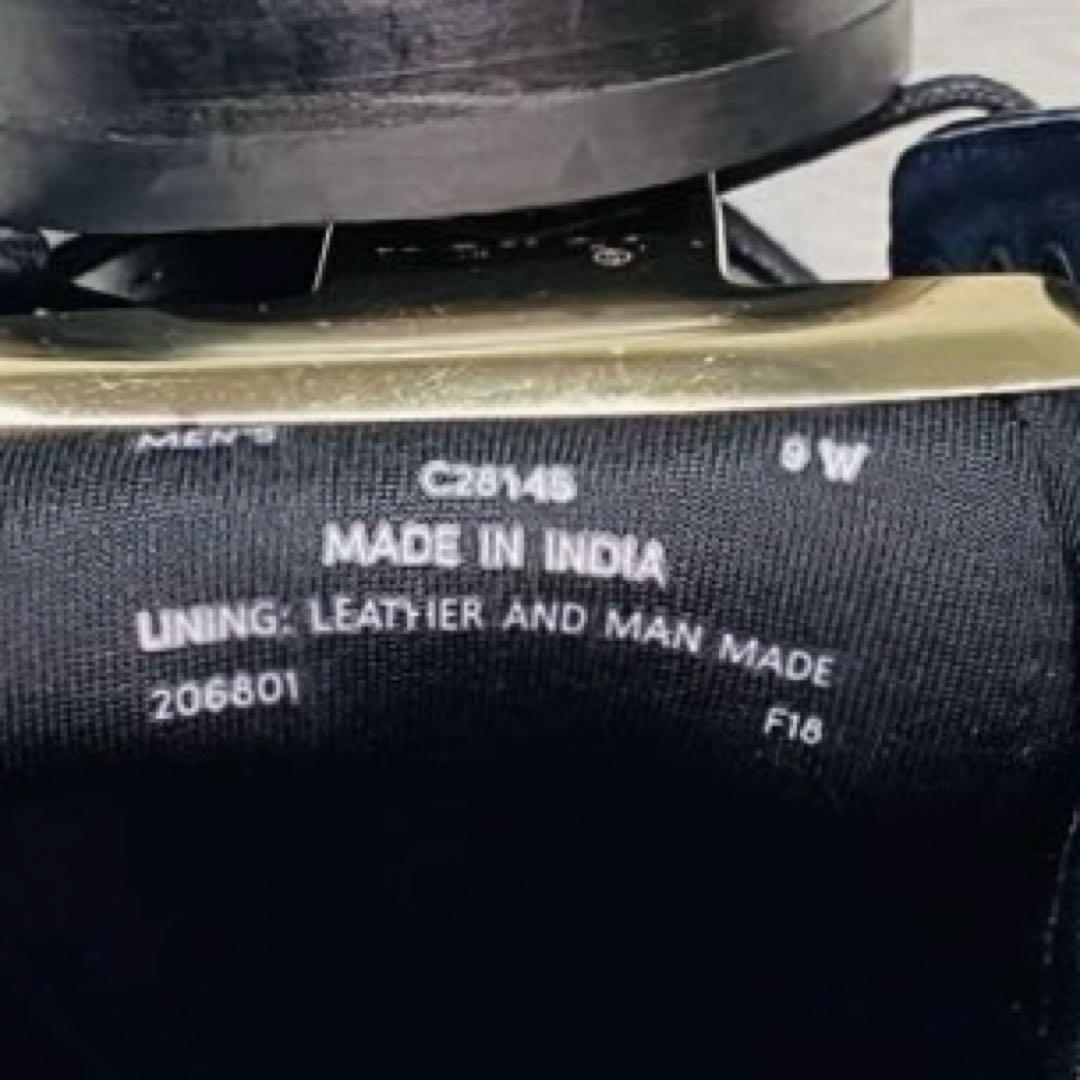 MEN'S
9 W
C28145
MADE IN INDIA
LINING: LEATHER AND MAN MADE
206801
F18